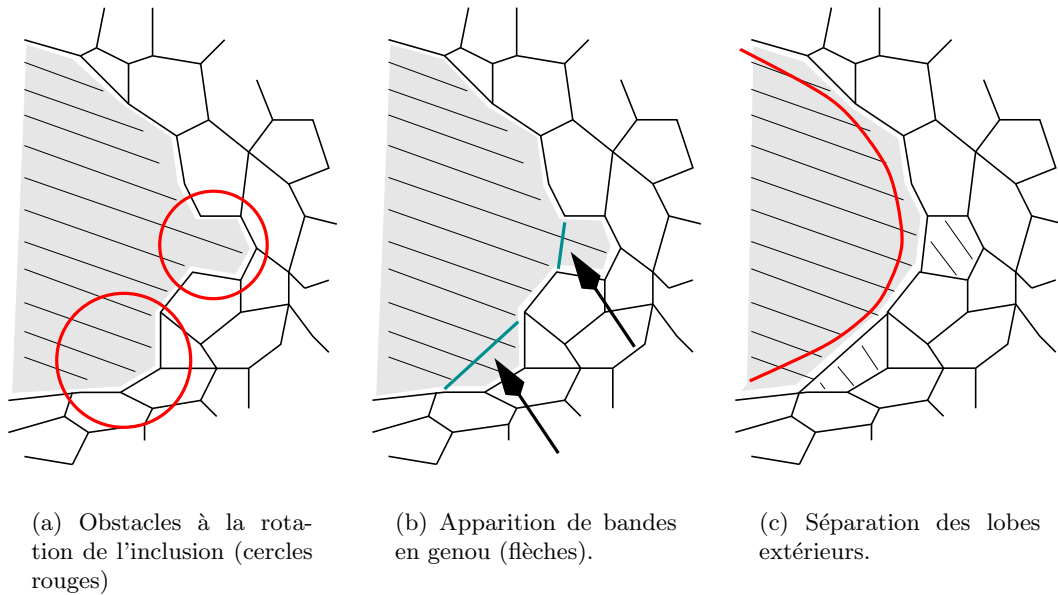 (a) Obstacles à la rota-
tion de l'inclusion (cercles
rouges)
(b) Apparition de bandes
en genou (flèches).
(c) Séparation des lobes
extérieurs.